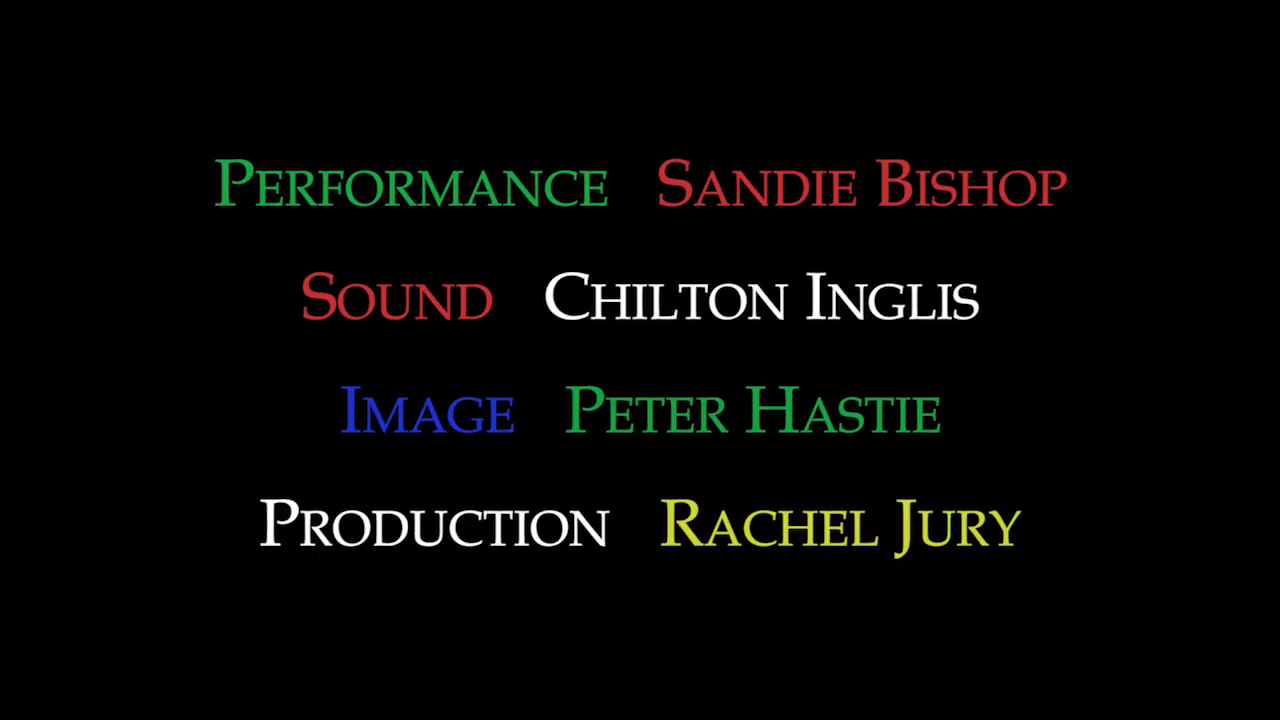 Performance Sandie Bishop
Sound Chilton Inglis
Image Peter Hastie
Production Rachel Jury